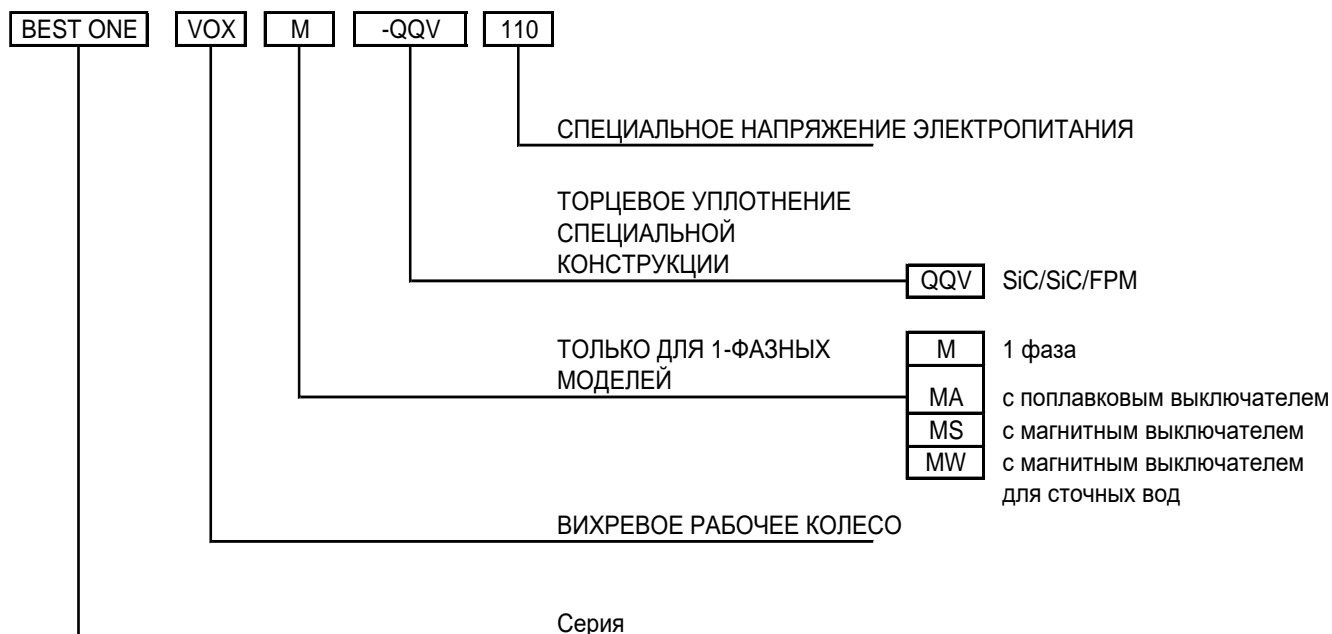 BEST ONE VOX M -QQV 110
СПЕЦИАЛЬНОЕ НАПРЯЖЕНИЕ ЭЛЕКТРОПИТАНИЯ
ТОРЦЕВОЕ УПЛОТНЕНИЕ
СПЕЦИАЛЬНОЙ
КОНСТРУКЦИИ
QQV SiC/SiC/FPM
ТОЛЬКО ДЛЯ 1-ФАЗНЫХ
МОДЕЛЕЙ
M 1 фаза
MA с поплавковым выключателем
MS с магнитным выключателем
MW с магнитным выключателем
для сточных вод
ВИХРЕВОЕ РАБОЧЕЕ КОЛЕСО
Серия